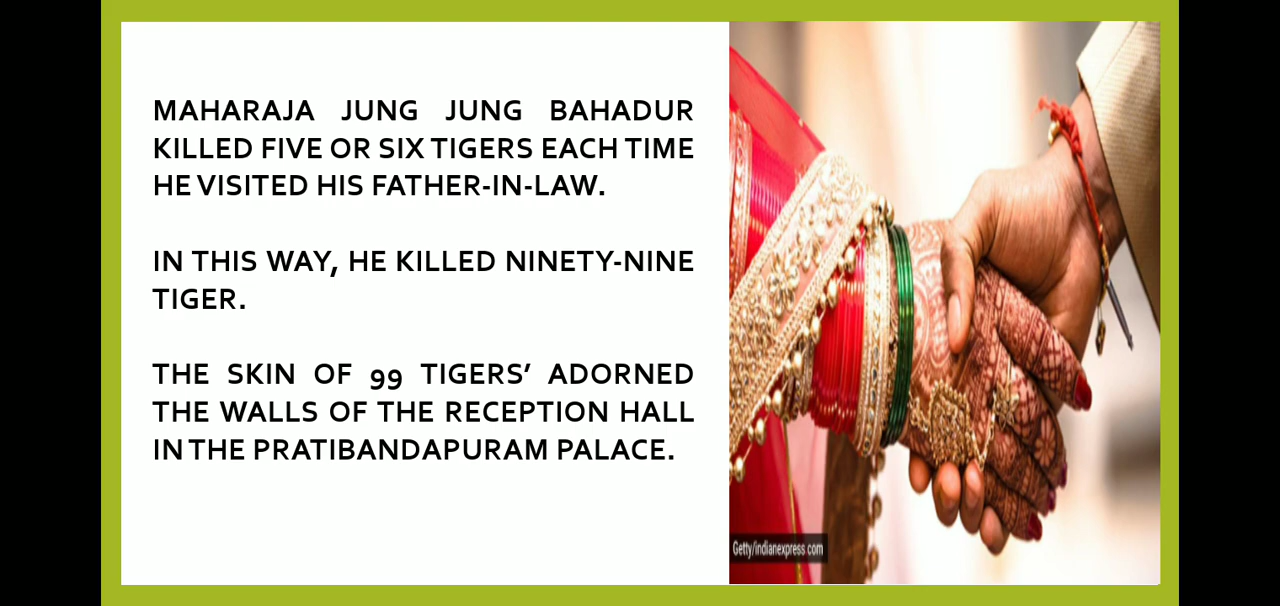 MAHARAJA JUNG JUNG BAHADUR
KILLED FIVE OR SIX TIGERS EACH TIME
HE VISITED HIS FATHER-IN-LAW.
IN THIS WAY, HE KILLED NINETY-NINE
TIGER.
THE SKIN OF 99 TIGERS’ ADORNED
THE WALLS OF THE RECEPTION HALL
IN THE PRATIBANDAPURAM PALACE.
Getty/indianexpress com